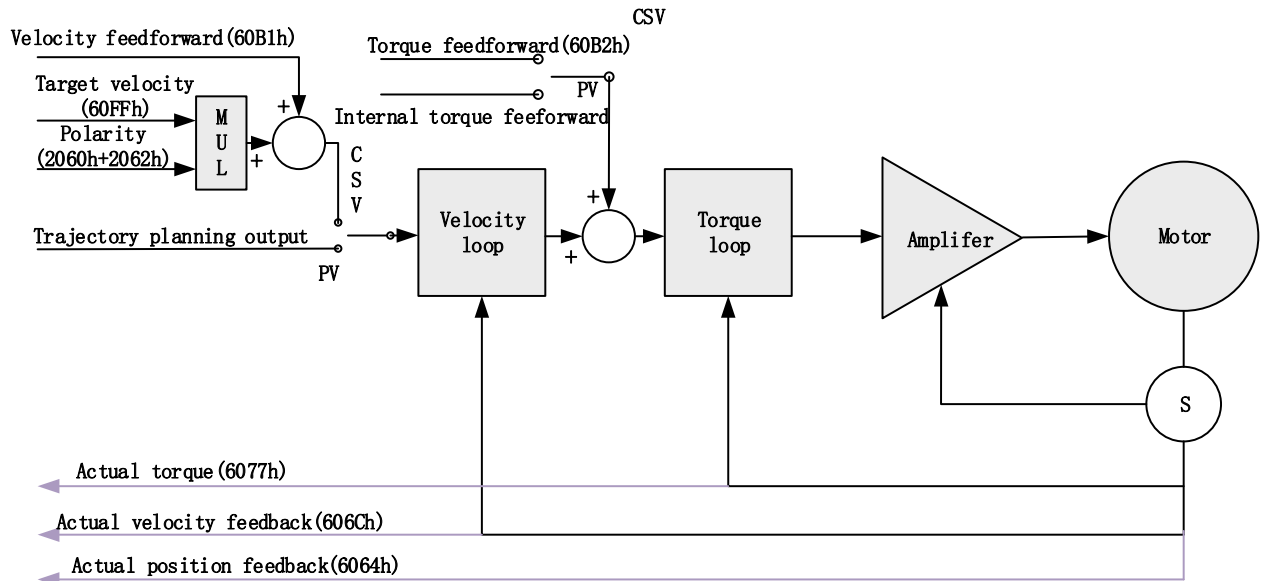 CSV
Velocity feedforward(60B1h)
Torque feedforward(60B2h)
Target velocity
(60FFh)
PV
+
Internal torque feeforward
M
U
L
Polarity
(2060h+2062h)
+
C
S
V
+
Velocity
loop
Torque
loop
Amplifer
Motor
Trajectory planning output
+
PV
S
Actual torque(6077h)
Actual velocity feedback(606Ch)
Actual position feedback(6064h)